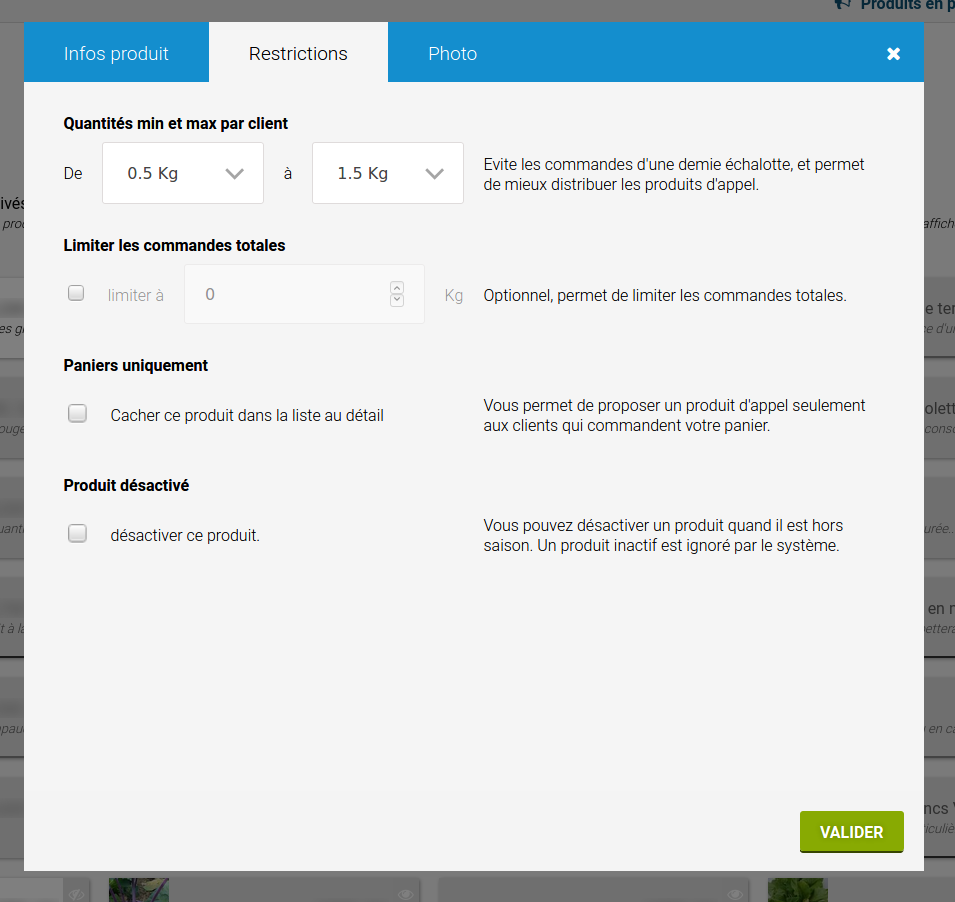 Produits en p
Infos produit
Restrictions
Photo
Quantités min et max par client
De
0.5 Kg
à
1.5 Kg
Evite les commandes d'une demie échalotte, et permet
de mieux distribuer les produits d'appel.
Limiter les commandes totales
limiter à
0
Kg
Optionnel, permet de limiter les commandes totales.
Paniers uniquement
Cacher ce produit dans la liste au détail
Vous permet de proposer un produit d'appel seulement
aux clients qui commandent votre panier.
Produit désactivé
désactiver ce produit.
Vous pouvez désactiver un produit quand il est hors
saison. Un produit inactif est ignoré par le système.
VALIDER